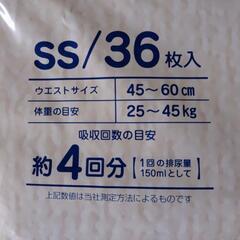 SS/36枚入
ウエストサイズ 45～60cm
体重の目安 25～45kg
吸収回数の目安
約4回分 [1回の排尿量
150mlとして]
上記数値は当社測定方法によるものです